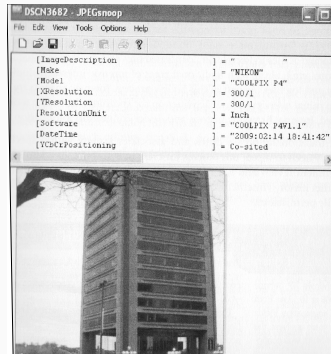 DSCN3682 - JPEGsnoop
File Edit View Tools Options Help
[ImageDescription ] = " "
[Make ] = "NIKON"
[Model ] = "COOLPIX P4"
[XResolution ] = 300/1
[YResolution ] = 300/1
[ResolutionUnit ] = Inch
[Software ] = "COOLPIX P4V1.1"
[DateTime ] = "2009:02:14 18:41:42"
[YCbCrPositioning ] = Co-sited